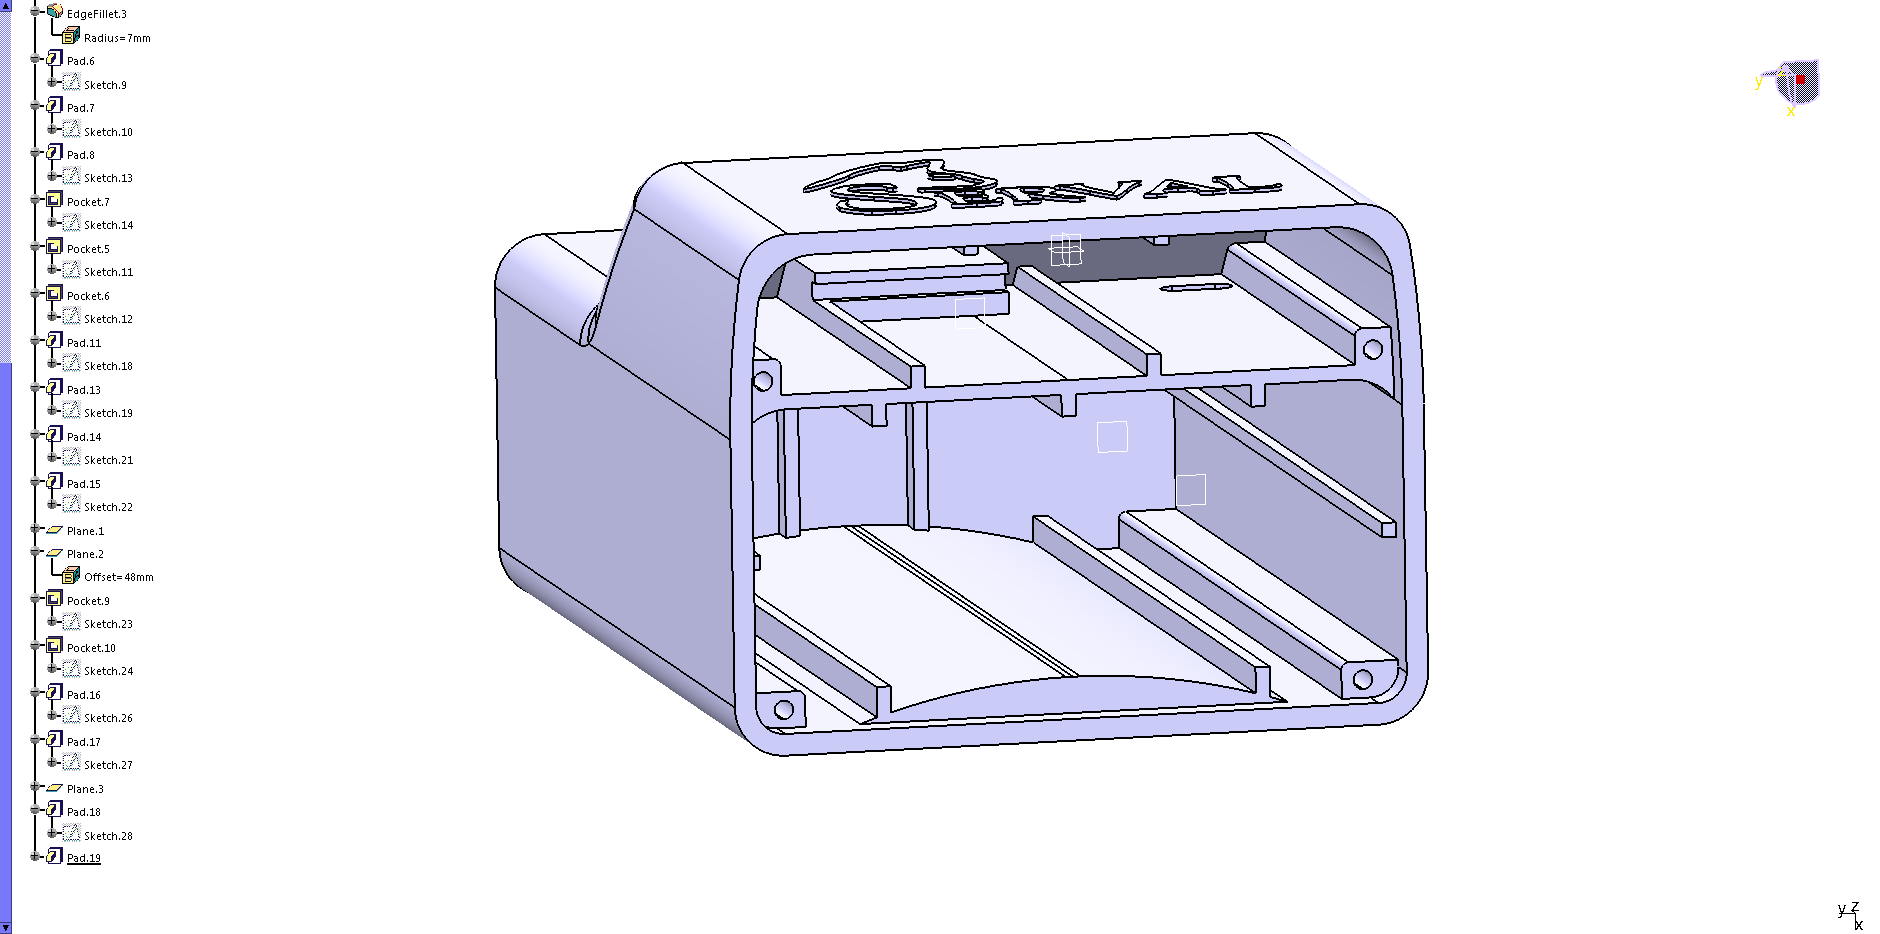 EdgeFillet.3
Radius=7mm
Pad.6
Sketch.9
Pad.7
Sketch.10
Pad.8
Sketch.13
Pocket.7
Sketch.14
Pocket.5
Sketch.11
Pocket.6
Sketch.12
Pad.11
Sketch.18
Pad.13
Sketch.19
Pad.14
Sketch.21
Pad.15
Sketch.22
Plane.1
Plane.2
Offset=48mm
Pocket.9
Sketch.23
Pocket.10
Sketch.24
Pad.16
Sketch.26
Pad.17
Sketch.27
Plane.3
Pad.18
Sketch.28
Pad.19
SERVAL
y
x
y z
x